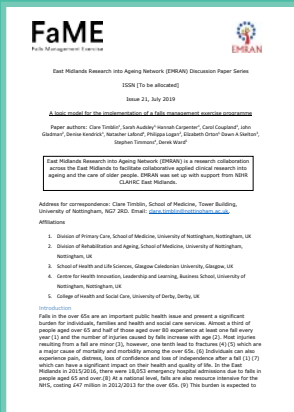 FaME
Falls Management Exercise
EMRAN
East Midlands Research into Ageing Network (EMRAN) Discussion Paper Series
ISSN [To be allocated]
Issue 21, July 2019
A logic model for the implementation of a falls management exercise programme
Paper authors: Clare Timblin, Sarah Audsley, Hannah Carpenter, Carol Coupland, John
Gladman, Denise Kendrick, Natasher Lafond, Philippa Logan, Elizabeth Orton, Dawn A Skelton,
Stephen Timmons, Derek Ward
East Midlands Research into Ageing Network (EMRAN) is a research collaboration
across the East Midlands to facilitate collaborative applied clinical research into
ageing and the care of older people. EMRAN was set up with support from NIHR
CLAHRC East Midlands.
Address for correspondence: Clare Timblin, School of Medicine, Tower Building,
University of Nottingham, NG7 2RD. Email: clare.timblin@nottingham.ac.uk.
Affiliations
1. Division of Primary Care, School of Medicine, University of Nottingham, Nottingham, UK
2. Division of Rehabilitation and Ageing, School of Medicine, University of Nottingham,
Nottingham, UK
3. School of Health and Life Sciences, Glasgow Caledonian University, Glasgow, UK
4. Centre for Health Innovation, Leadership and Learning, Business School, University of
Nottingham, Nottingham, UK
5. College of Health and Social Care, University of Derby, Derby, UK
Introduction
Falls in the over 65s are an important public health issue and present a significant
burden for individuals, families and health and care services. Almost a third of
people aged over 65 and half of those aged over 80 experience at least one fall every
year (1) and the number of injuries caused by falls increase with age (2). Most injuries
resulting from a fall are minor (3), however, one tenth lead to fractures (4) (5) which are
a major cause of mortality and morbidity among the over 65s. (6) Individuals can also
experience pain, distress, loss of confidence and loss of independence after a fall (1) (7)
which can have a significant impact on their health and quality of life. In the East
Midlands in 2015/2016, there were 18,053 emergency hospital admissions due to falls in
people aged 65 and over.(8) At a national level, falls are also resource intensive for the
NHS, costing £47 million in 2012/2013 for the over 65s. (9) This burden is expected to